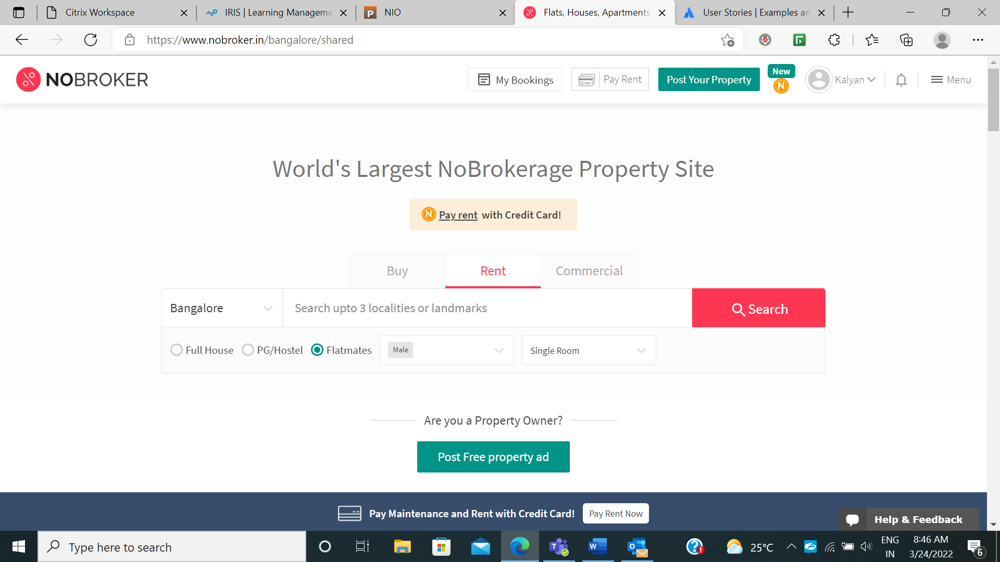 Citrix Workspace
IRIS | Learning Manageme
NIO
Flats, Houses, Apartments
User Stories | Examples an
https://www.nobroker.in/bangalore/shared
NOBROKER
My Bookings
Pay Rent
Post Your Property
New
N
Kalyan
Menu
World's Largest NoBrokerage Property Site
N Pay rent with Credit Card!
Buy
Rent
Commercial
Bangalore
Search upto 3 localities or landmarks
Search
Full House
PG/Hostel
Flatmates
Male
Single Room
Are you a Property Owner?
Post Free property ad
Pay Maintenance and Rent with Credit Card!
Pay Rent Now
Help & Feedback
Type here to search
25°C
ENG
IN
8:46 AM
3/24/2022
6